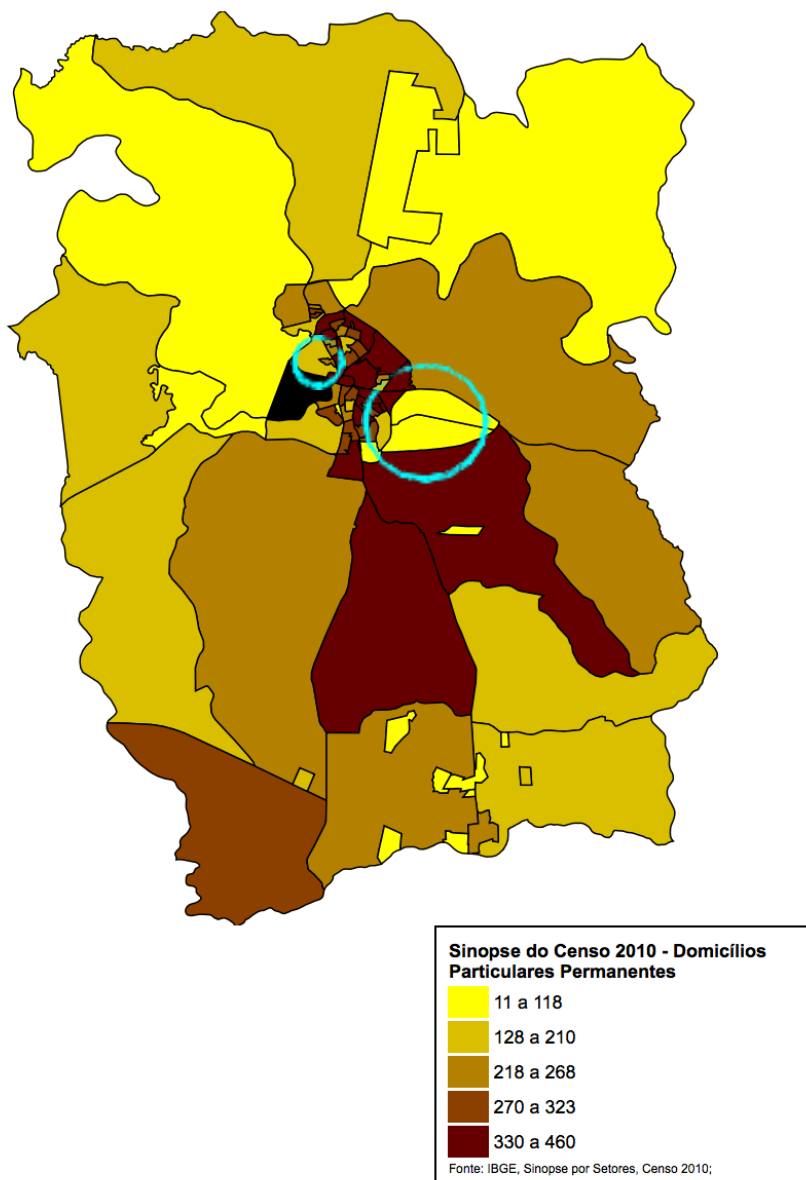 Sinopse do Censo 2010 - Domicílios
Particulares Permanentes
11 a 118
128 a 210
218 a 268
270 a 323
330 a 460
Fonte: IBGE, Sinopse por Setores, Censo 2010;